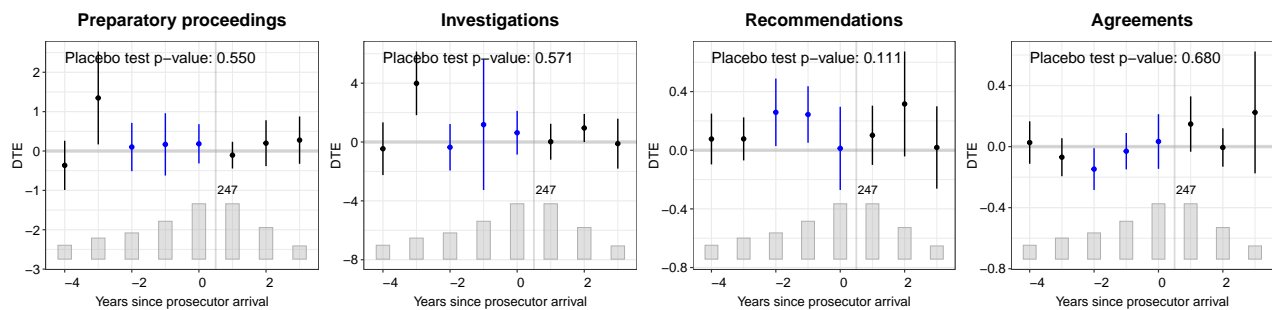 Preparatory proceedings
Placebo test p−value: 0.550
DTE
2
1
0
−1
−2
−3
247
−4
−2
0
2
Years since prosecutor arrival
Investigations
Placebo test p−value: 0.571
DTE
4
0
−4
−8
247
−4
−2
0
2
Years since prosecutor arrival
Recommendations
Placebo test p−value: 0.111
DTE
0.4
0.0
−0.4
−0.8
247
−4
−2
0
2
Years since prosecutor arrival
Agreements
Placebo test p−value: 0.680
DTE
0.4
0.0
−0.4
−0.8
247
−4
−2
0
2
Years since prosecutor arrival